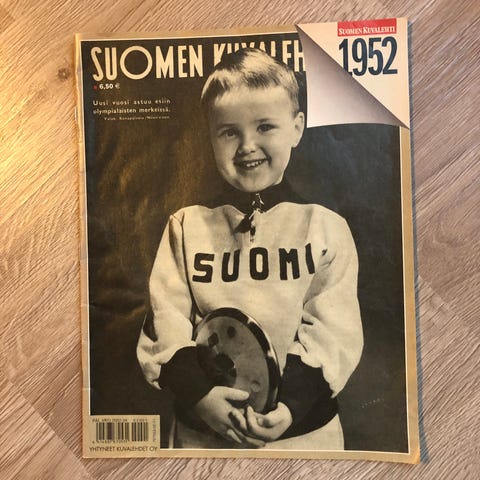 SUOMEN KUVALEH
SUOMEN KUVALEHTI
1952
6,50 €
Uusi vuosi astuu esiin
olympialaisten merkeissä.
SUOMI
YHTYNEET KUVALEHDET OY